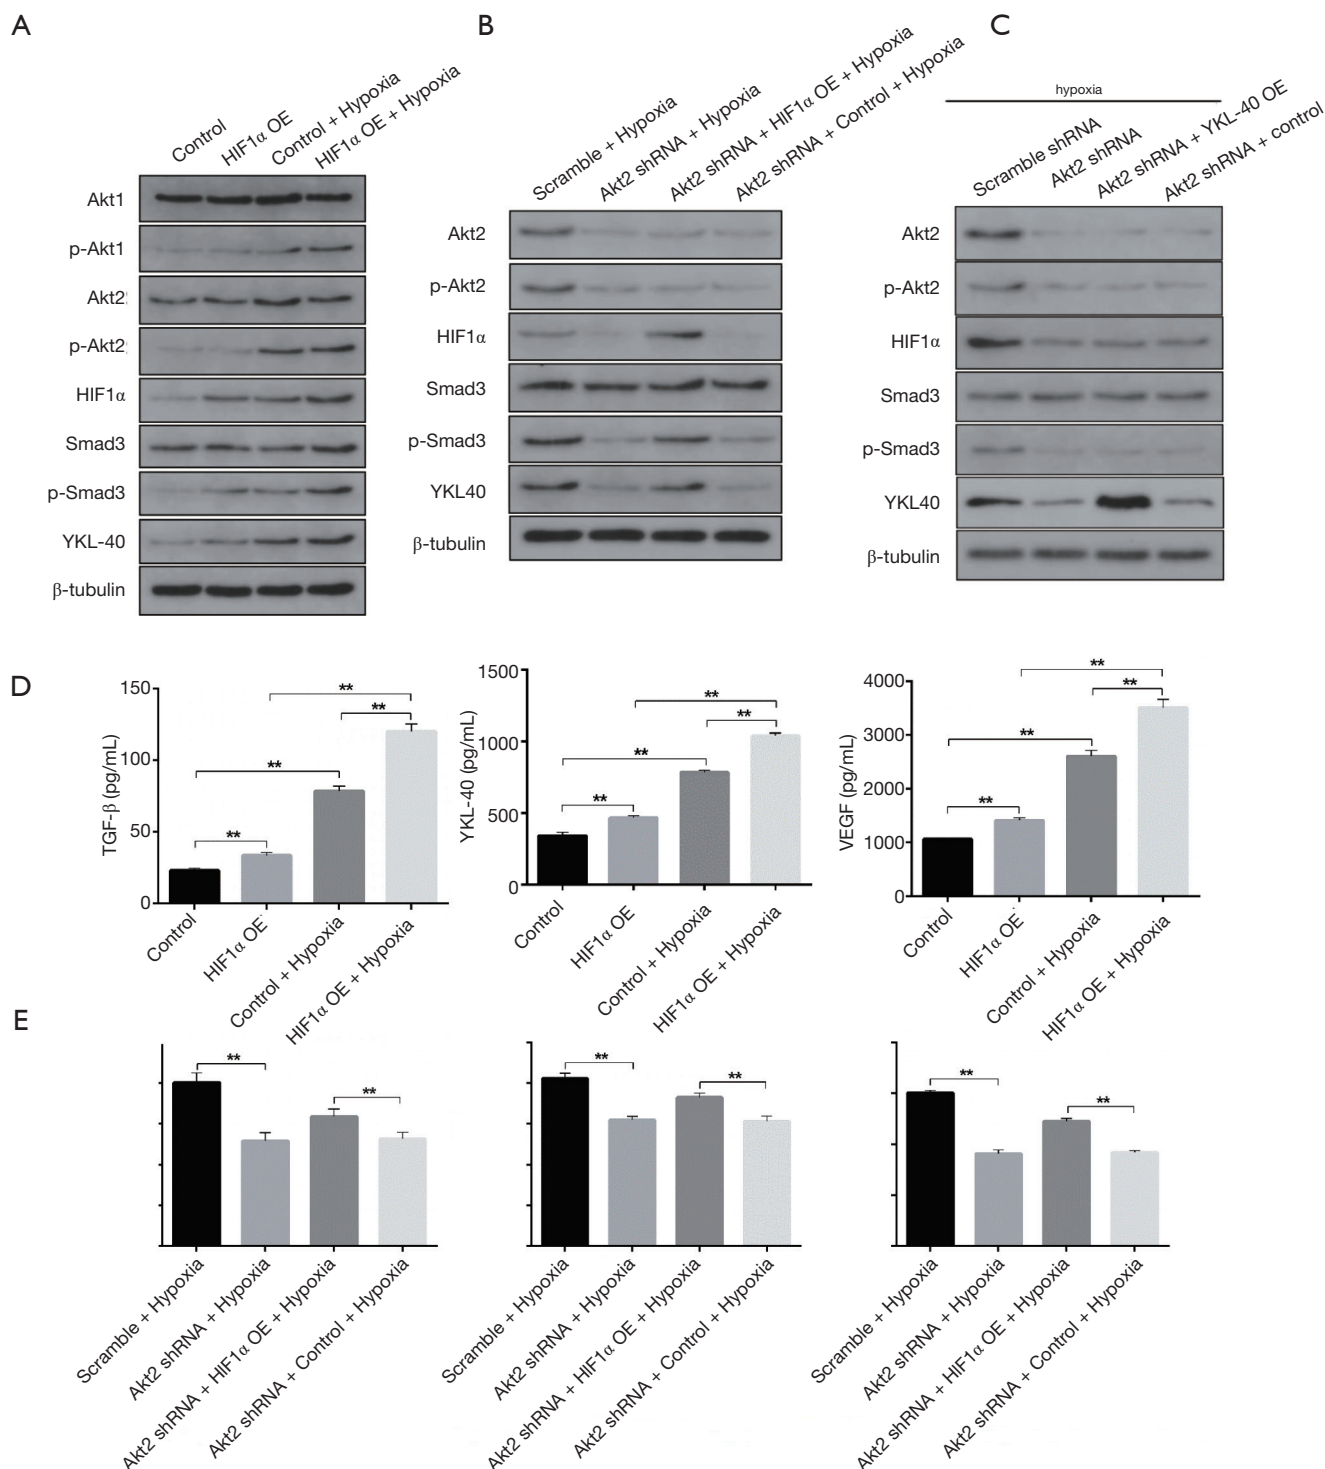 A
Control
HIF1α OE
Control + Hypoxia
HIF1α OE + Hypoxia
Akt1
p-Akt1
Akt2
p-Akt2
HIF1α
Smad3
p-Smad3
YKL-40
β-tubulin
B
Scramble + Hypoxia
Akt2 shRNA + Hypoxia
Akt2 shRNA + HIF1α OE + Hypoxia
Akt2 shRNA + Control + Hypoxia
Akt2
p-Akt2
HIF1α
Smad3
p-Smad3
YKL40
β-tubulin
C
hypoxia
Scramble shRNA
Akt2 shRNA
Akt2 shRNA + YKL-40 OE
Akt2 shRNA + control
Akt2
p-Akt2
HIF1α
Smad3
p-Smad3
YKL40
β-tubulin
D
TGF-β (pg/mL)
150
100
50
0
**
**
**
**
Control
HIF1α OE
Control + Hypoxia
HIF1α OE + Hypoxia
YKL-40 (pg/mL)
1500
1000
500
0
**
**
**
**
Control
HIF1α OE
Control + Hypoxia
HIF1α OE + Hypoxia
VEGF (pg/mL)
4000
3000
2000
1000
0
**
**
**
**
Control
HIF1α OE
Control + Hypoxia
HIF1α OE + Hypoxia
E
**
**
Scramble + Hypoxia
Akt2 shRNA + Hypoxia
Akt2 shRNA + HIF1α OE + Hypoxia
Akt2 shRNA + Control + Hypoxia
**
**
Scramble + Hypoxia
Akt2 shRNA + Hypoxia
Akt2 shRNA + HIF1α OE + Hypoxia
Akt2 shRNA + Control + Hypoxia
**
**
Scramble + Hypoxia
Akt2 shRNA + Hypoxia
Akt2 shRNA + HIF1α OE + Hypoxia
Akt2 shRNA + Control + Hypoxia